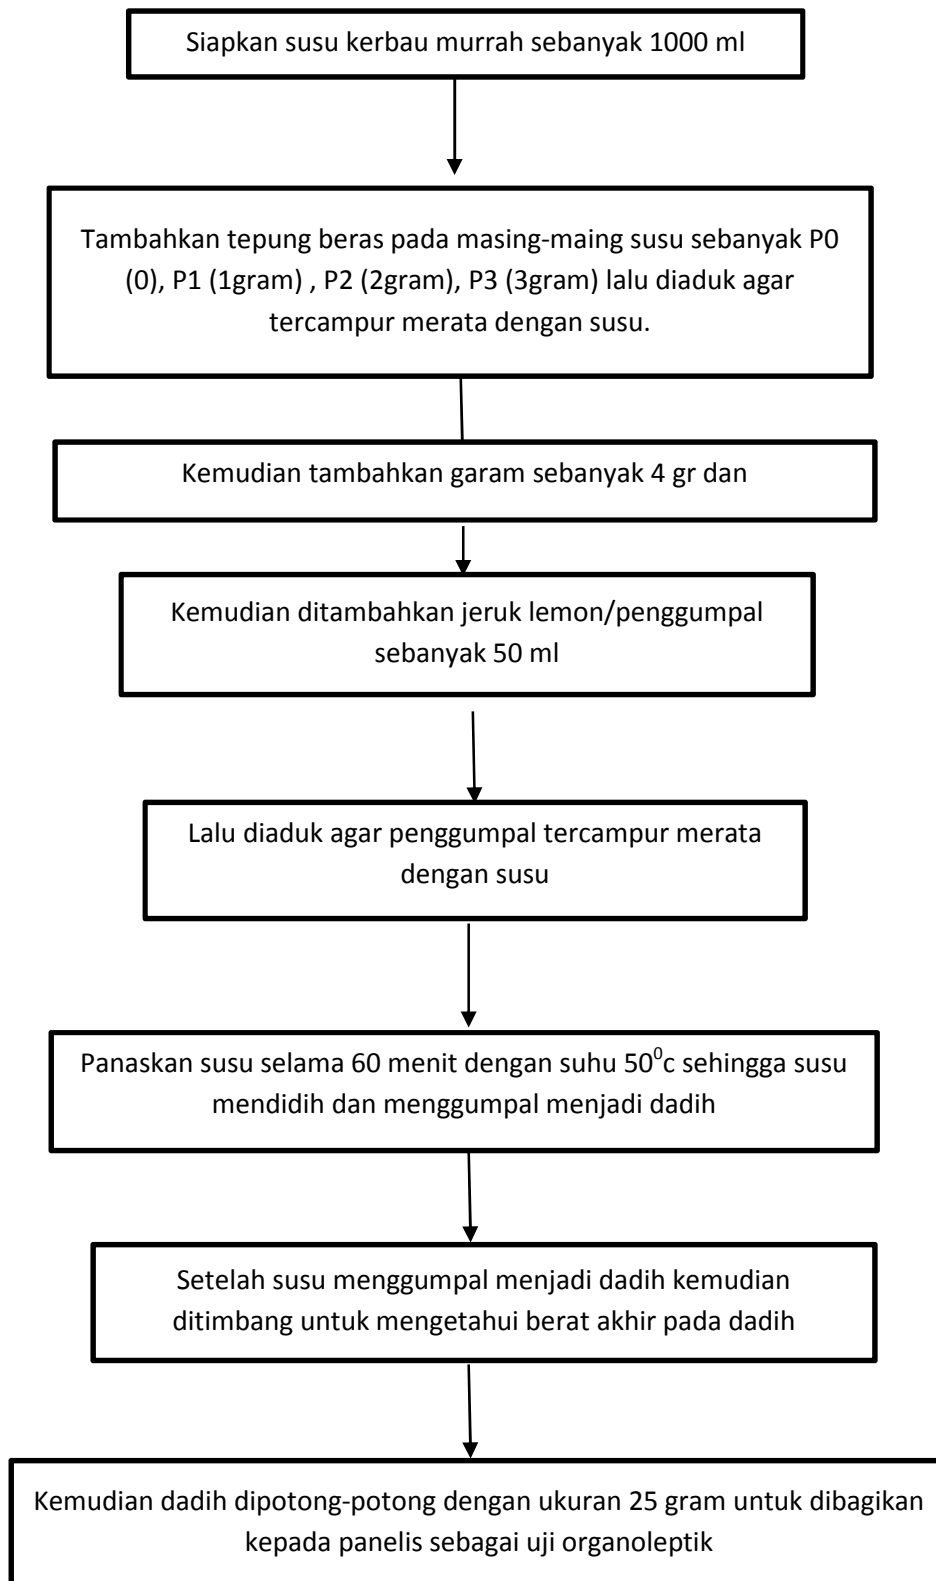 Siapkan susu kerbau murrah sebanyak 1000 ml
Tambahkan tepung beras pada masing-maing susu sebanyak P0
(0), P1 (1gram) , P2 (2gram), P3 (3gram) lalu diaduk agar
tercampur merata dengan susu.
Kemudian tambahkan garam sebanyak 4 gr dan
Kemudian ditambahkan jeruk lemon/penggumpal
sebanyak 50 ml
Lalu diaduk agar penggumpal tercampur merata
dengan susu
Panaskan susu selama 60 menit dengan suhu 50⁰c sehingga susu
mendidih dan menggumpal menjadi dadih
Setelah susu menggumpal menjadi dadih kemudian
ditimbang untuk mengetahui berat akhir pada dadih
Kemudian dadih dipotong-potong dengan ukuran 25 gram untuk dibagikan
kepada panelis sebagai uji organoleptik